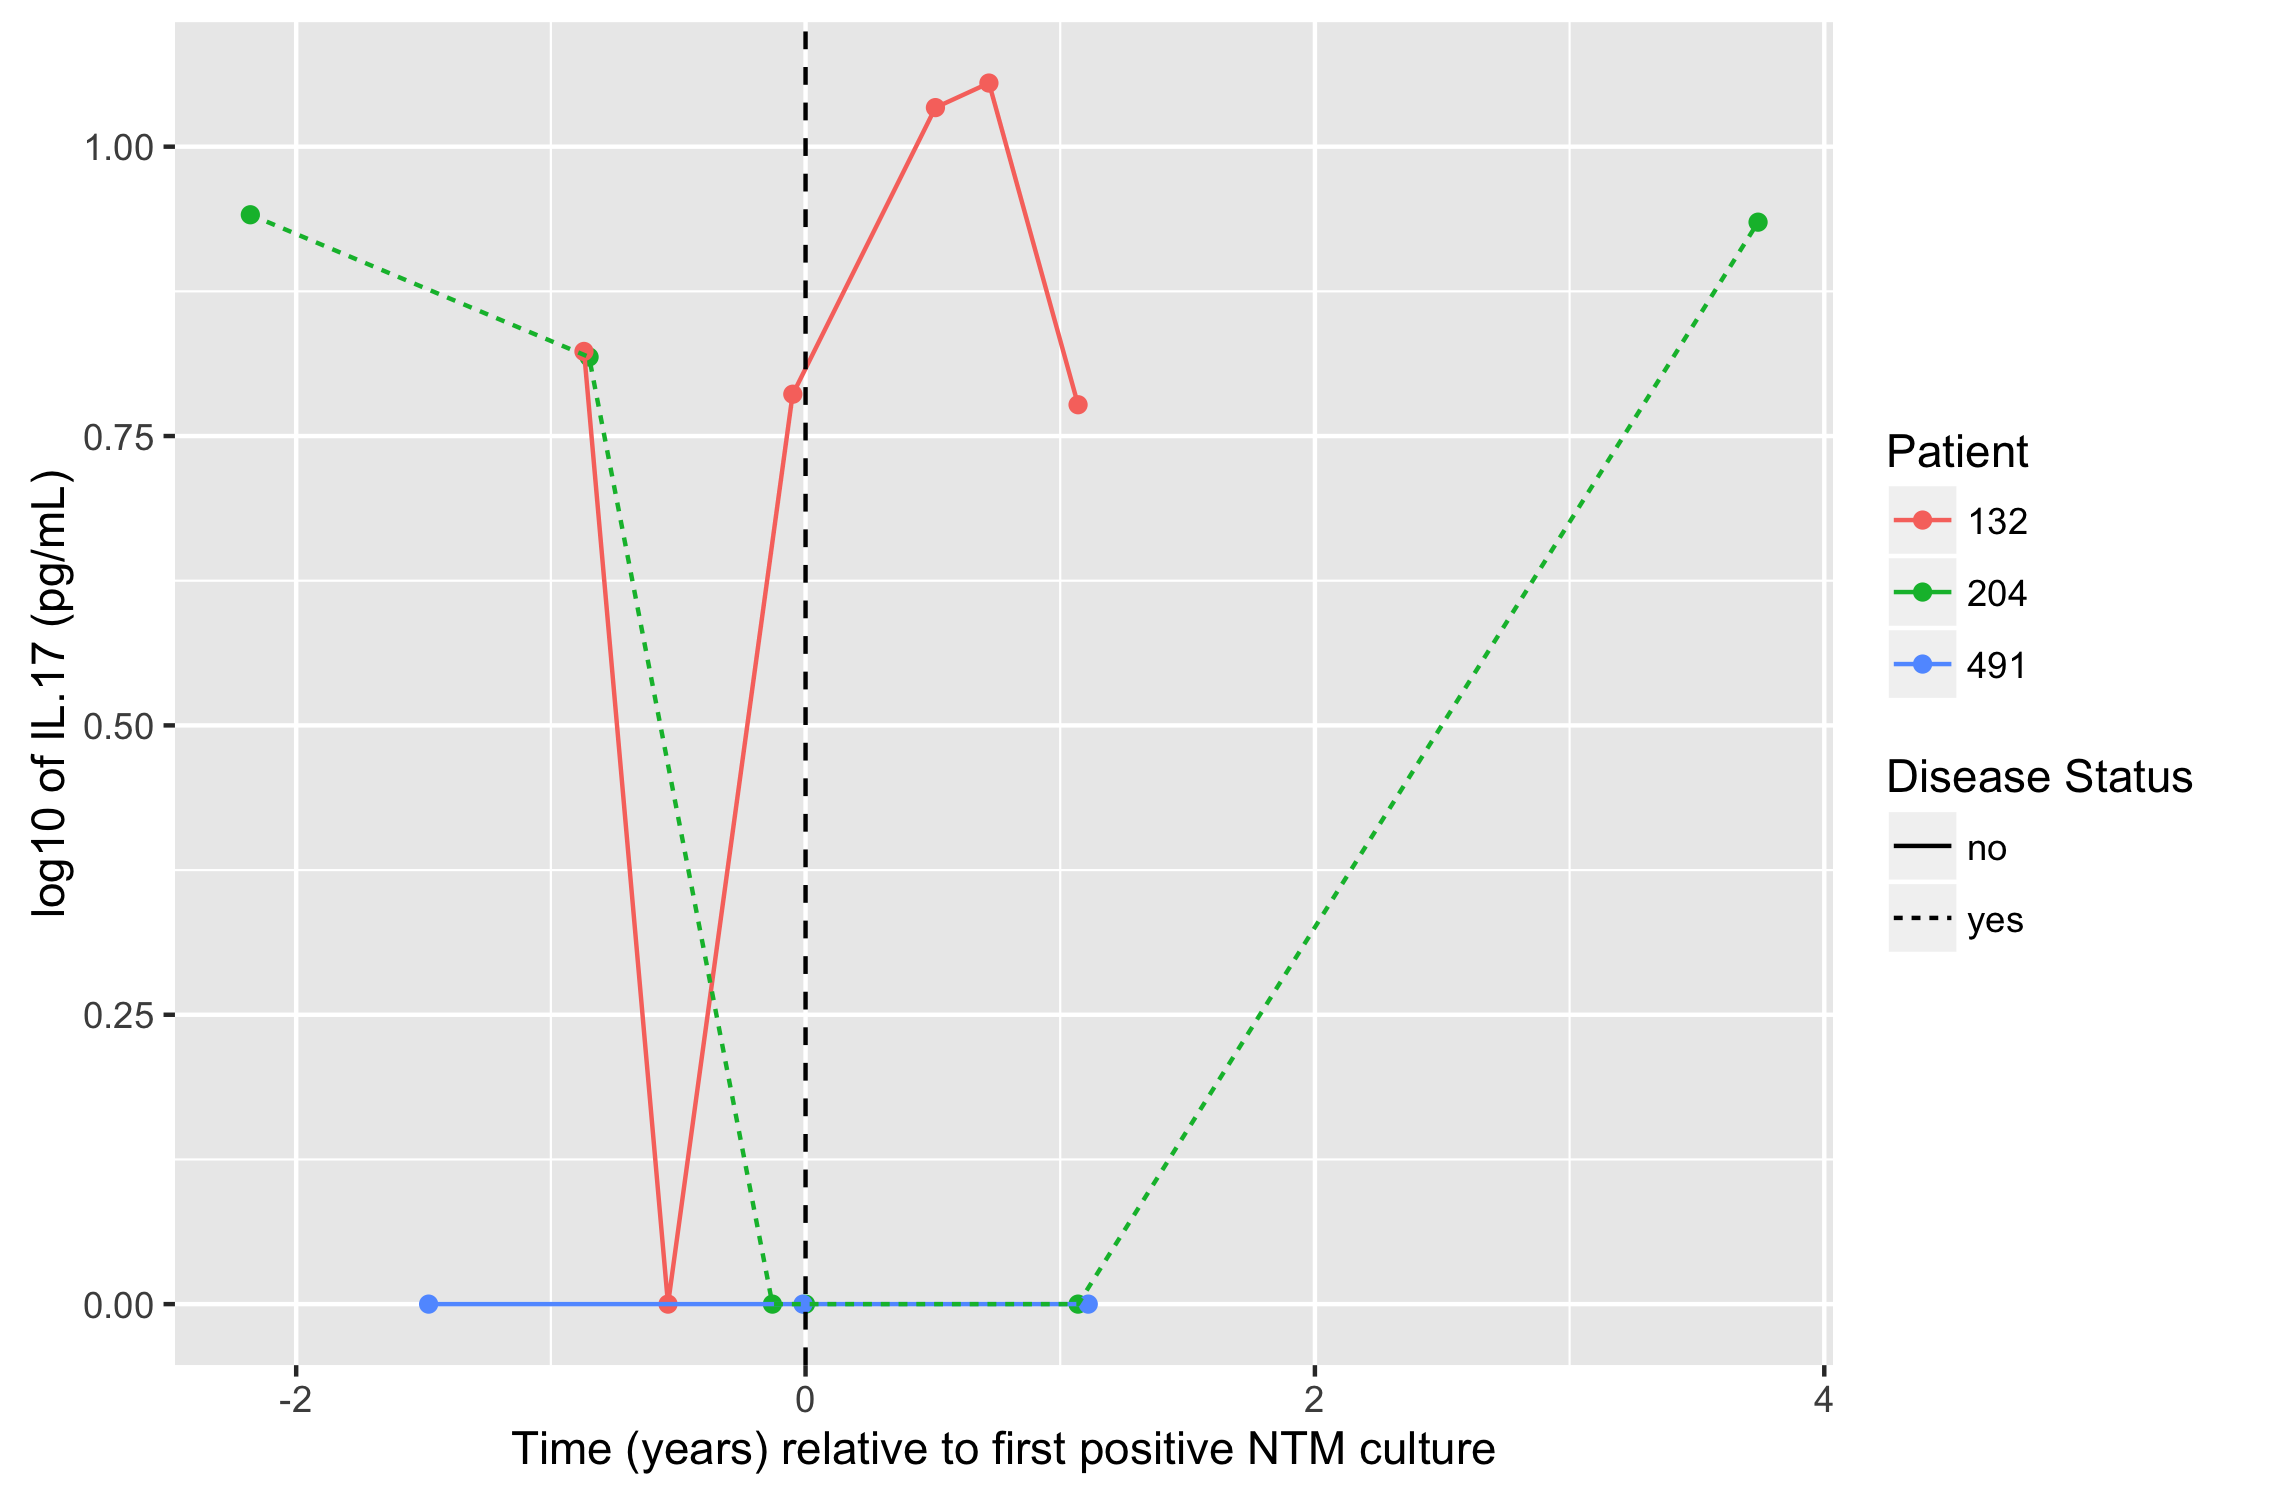 1.00
0.75
0.50
0.25
0.00
log10 of IL.17 (pg/mL)
-2 0 2 4
Time (years) relative to first positive NTM culture
Patient
132
204
491
Disease Status
no
yes